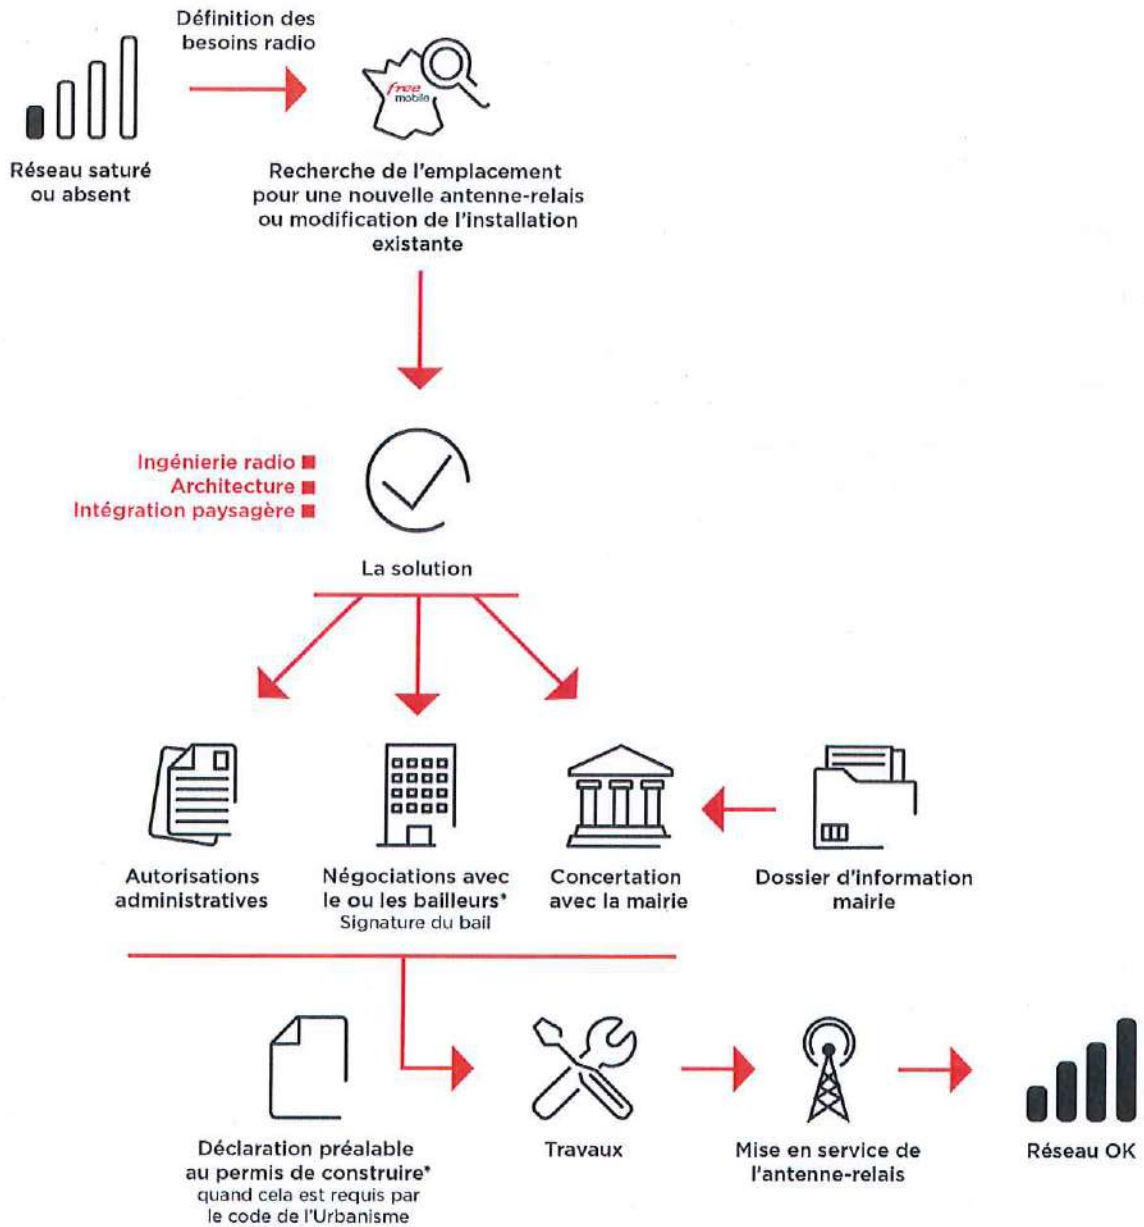 Définition des
besoins radio
free
mobile
Réseau saturé
ou absent
Recherche de l'emplacement
pour une nouvelle antenne-relais
ou modification de l'installation
existante
Ingénierie radio
Architecture
Intégration paysagère
La solution
Autorisations
administratives
Négociations avec
le ou les bailleurs*
Signature du bail
Concertation
avec la mairie
Dossier d'information
mairie
Déclaration préalable
au permis de construire*
quand cela est requis par
le code de l'Urbanisme
Travaux
Mise en service de
l'antenne-relais
Réseau OK